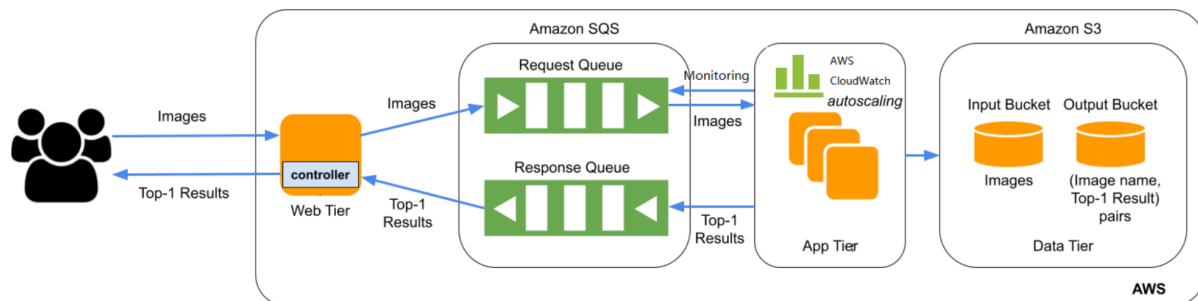 Amazon SQS
Amazon S3
Request Queue
Monitoring
AWS
CloudWatch
autoscaling
Images
Images
Images
Input Bucket
Output Bucket
controller
Top-1 Results
Web Tier
Response Queue
Top-1
Results
Top-1
Results
App Tier
Images
(Image name,
Top-1 Result)
pairs
Data Tier
AWS